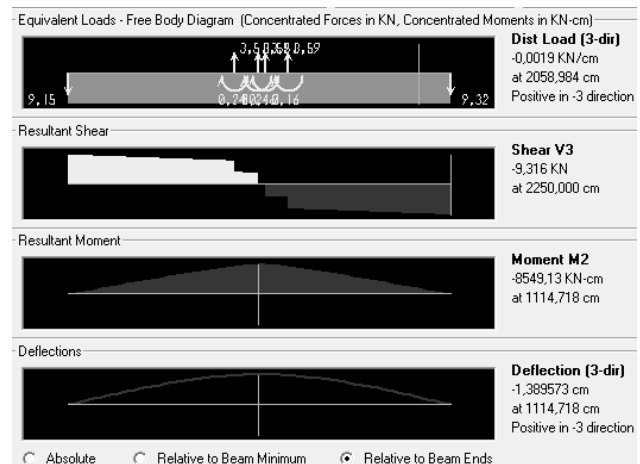 Equivalent Loads - Free Body Diagram (Concentrated Forces in KN, Concentrated Moments in KN-cm)
Dist Load (3-dir)
-0,0019 KN/cm
at 2058,984 cm
Positive in -3 direction
9,15
9,32
Resultant Shear
Shear V3
-9,316 KN
at 2250,000 cm
Resultant Moment
Moment M2
-8549,13 KN-cm
at 1114,718 cm
Deflections
Deflection (3-dir)
-1,389573 cm
at 1114,718 cm
Positive in -3 direction
Absolute
Relative to Beam Minimum
Relative to Beam Ends